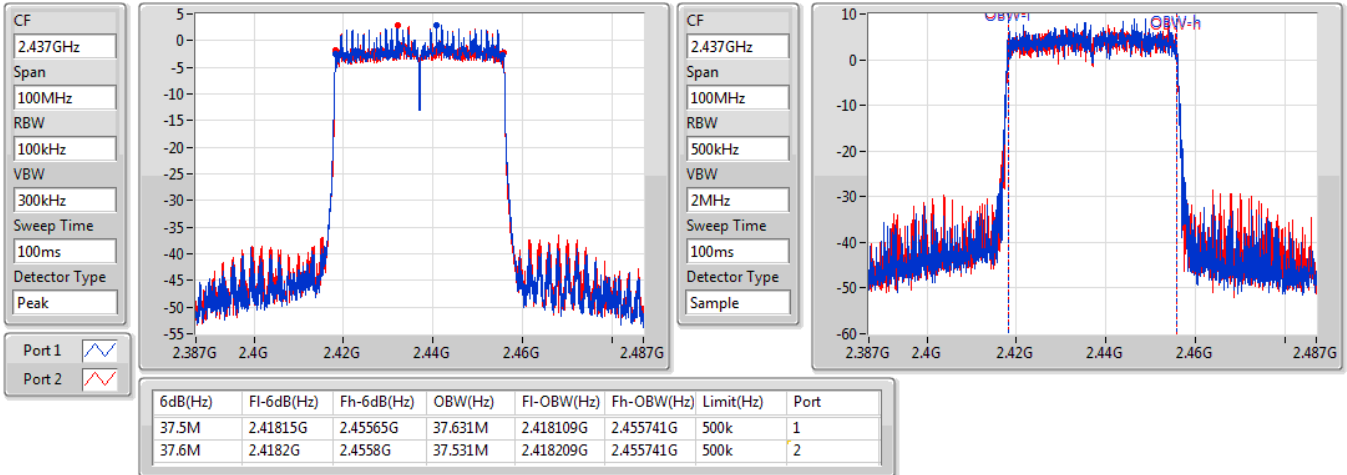 CF
2.437GHz
Span
100MHz
RBW
100kHz
VBW
300kHz
Sweep Time
100ms
Detector Type
Peak
Port 1
Port 2
5
0
-5
-10
-15
-20
-25
-30
-35
-40
-45
-50
-55
2.387G 2.4G 2.42G 2.44G 2.46G 2.487G
CF
2.437GHz
Span
100MHz
RBW
500kHz
VBW
2MHz
Sweep Time
100ms
Detector Type
Sample
OBW-l OBW-h
10
0
-10
-20
-30
-40
-50
-60
2.387G 2.4G 2.42G 2.44G 2.46G 2.487G
6dB(Hz) Fl-6dB(Hz) Fh-6dB(Hz) OBW(Hz) Fl-OBW(Hz) Fh-OBW(Hz) Limit(Hz) Port
37.5M 2.41815G 2.45565G 37.631M 2.418109G 2.455741G 500k 1
37.6M 2.4182G 2.4558G 37.531M 2.418209G 2.455741G 500k 2